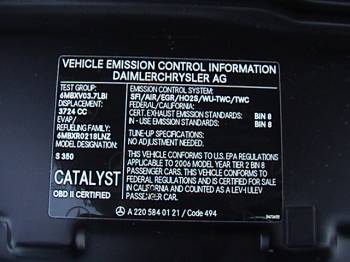 VEHICLE EMISSION CONTROL INFORMATION
DAIMLERCHRYSLER AG
TEST GROUP:
6MBXV03.7LBI
DISPLACEMENT:
3724 CC
EVAP/
REFUELING FAMILY:
6MBXR0218LNZ
S 350
CATALYST
OBD II CERTIFIED
EMISSION CONTROL SYSTEM:
SFI/AIR/EGR/HO2S/WU-TWC/TWC
FEDERAL/CALIFORNIA:
CERT. EXHAUST EMISSION STANDARDS: BIN 8
IN-USE EXHAUST EMISSION STANDARDS: BIN 8
TUNE-UP SPECIFICATIONS:
NO ADJUSTMENT NEEDED.
THIS VEHICLE CONFORMS TO U.S. EPA REGULATIONS
APPLICABLE TO 2006 MODEL YEAR TIER 2 BIN 8
PASSENGER CARS. THIS VEHICLE CONFORMS TO
FEDERAL REGULATIONS AND IS CERTIFIED FOR SALE
IN CALIFORNIA AND COUNTED AS A LEV-I ULEV
PASSENGER CAR.
A 220 584 01 21 / Code 494